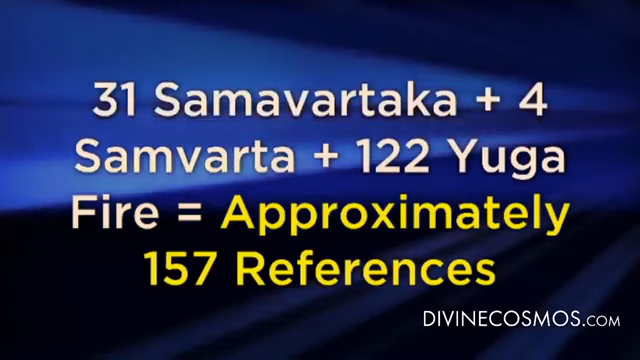 31 Samavartaka + 4
Samvarta + 122 Yuga
Fire = Approximately
157 References
DIVINECOSMOS.COM